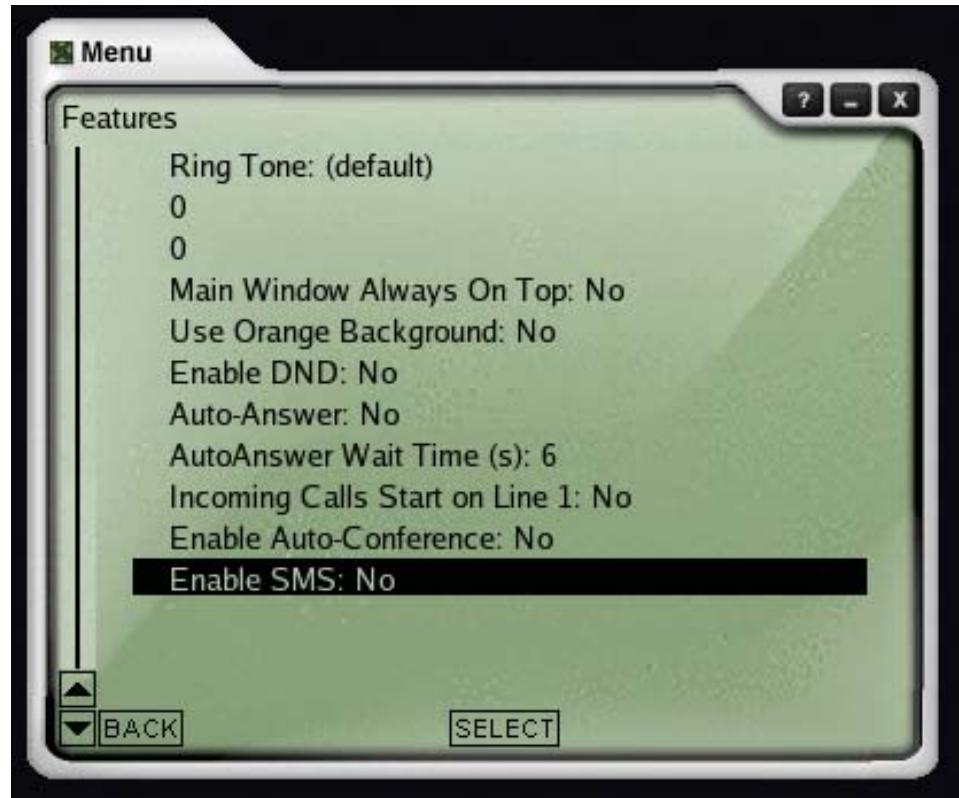 Menu
? – X
Features
Ring Tone: (default)
0
0
Main Window Always On Top: No
Use Orange Background: No
Enable DND: No
Auto-Answer: No
AutoAnswer Wait Time (s): 6
Incoming Calls Start on Line 1: No
Enable Auto-Conference: No
Enable SMS: No
BACK SELECT